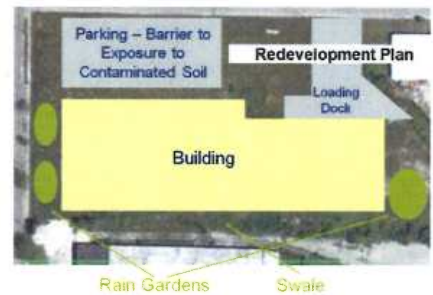 Parking – Barrier to
Exposure to
Contaminated Soil
Redevelopment Plan
Loading
Dock
Building
Rain Gardens
Swale